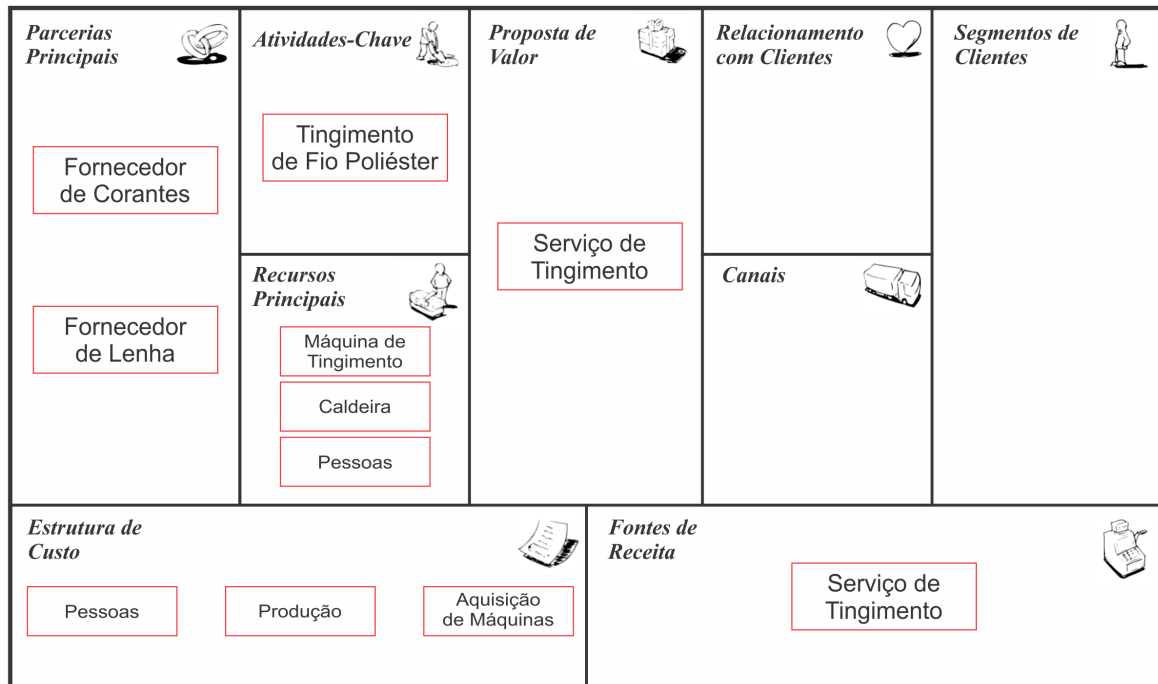 Parcerias
Principais
Fornecedor
de Corantes
Fornecedor
de Lenha
Atividades-Chave
Tingimento
de Fio Poliéster
Recursos
Principais
Máquina de
Tingimento
Caldeira
Pessoas
Proposta de
Valor
Serviço de
Tingimento
Relacionamento
com Clientes
Canais
Segmentos de
Clientes
Estrutura de
Custo
Pessoas
Produção
Aquisição
de Máquinas
Fontes de
Receita
Serviço de
Tingimento